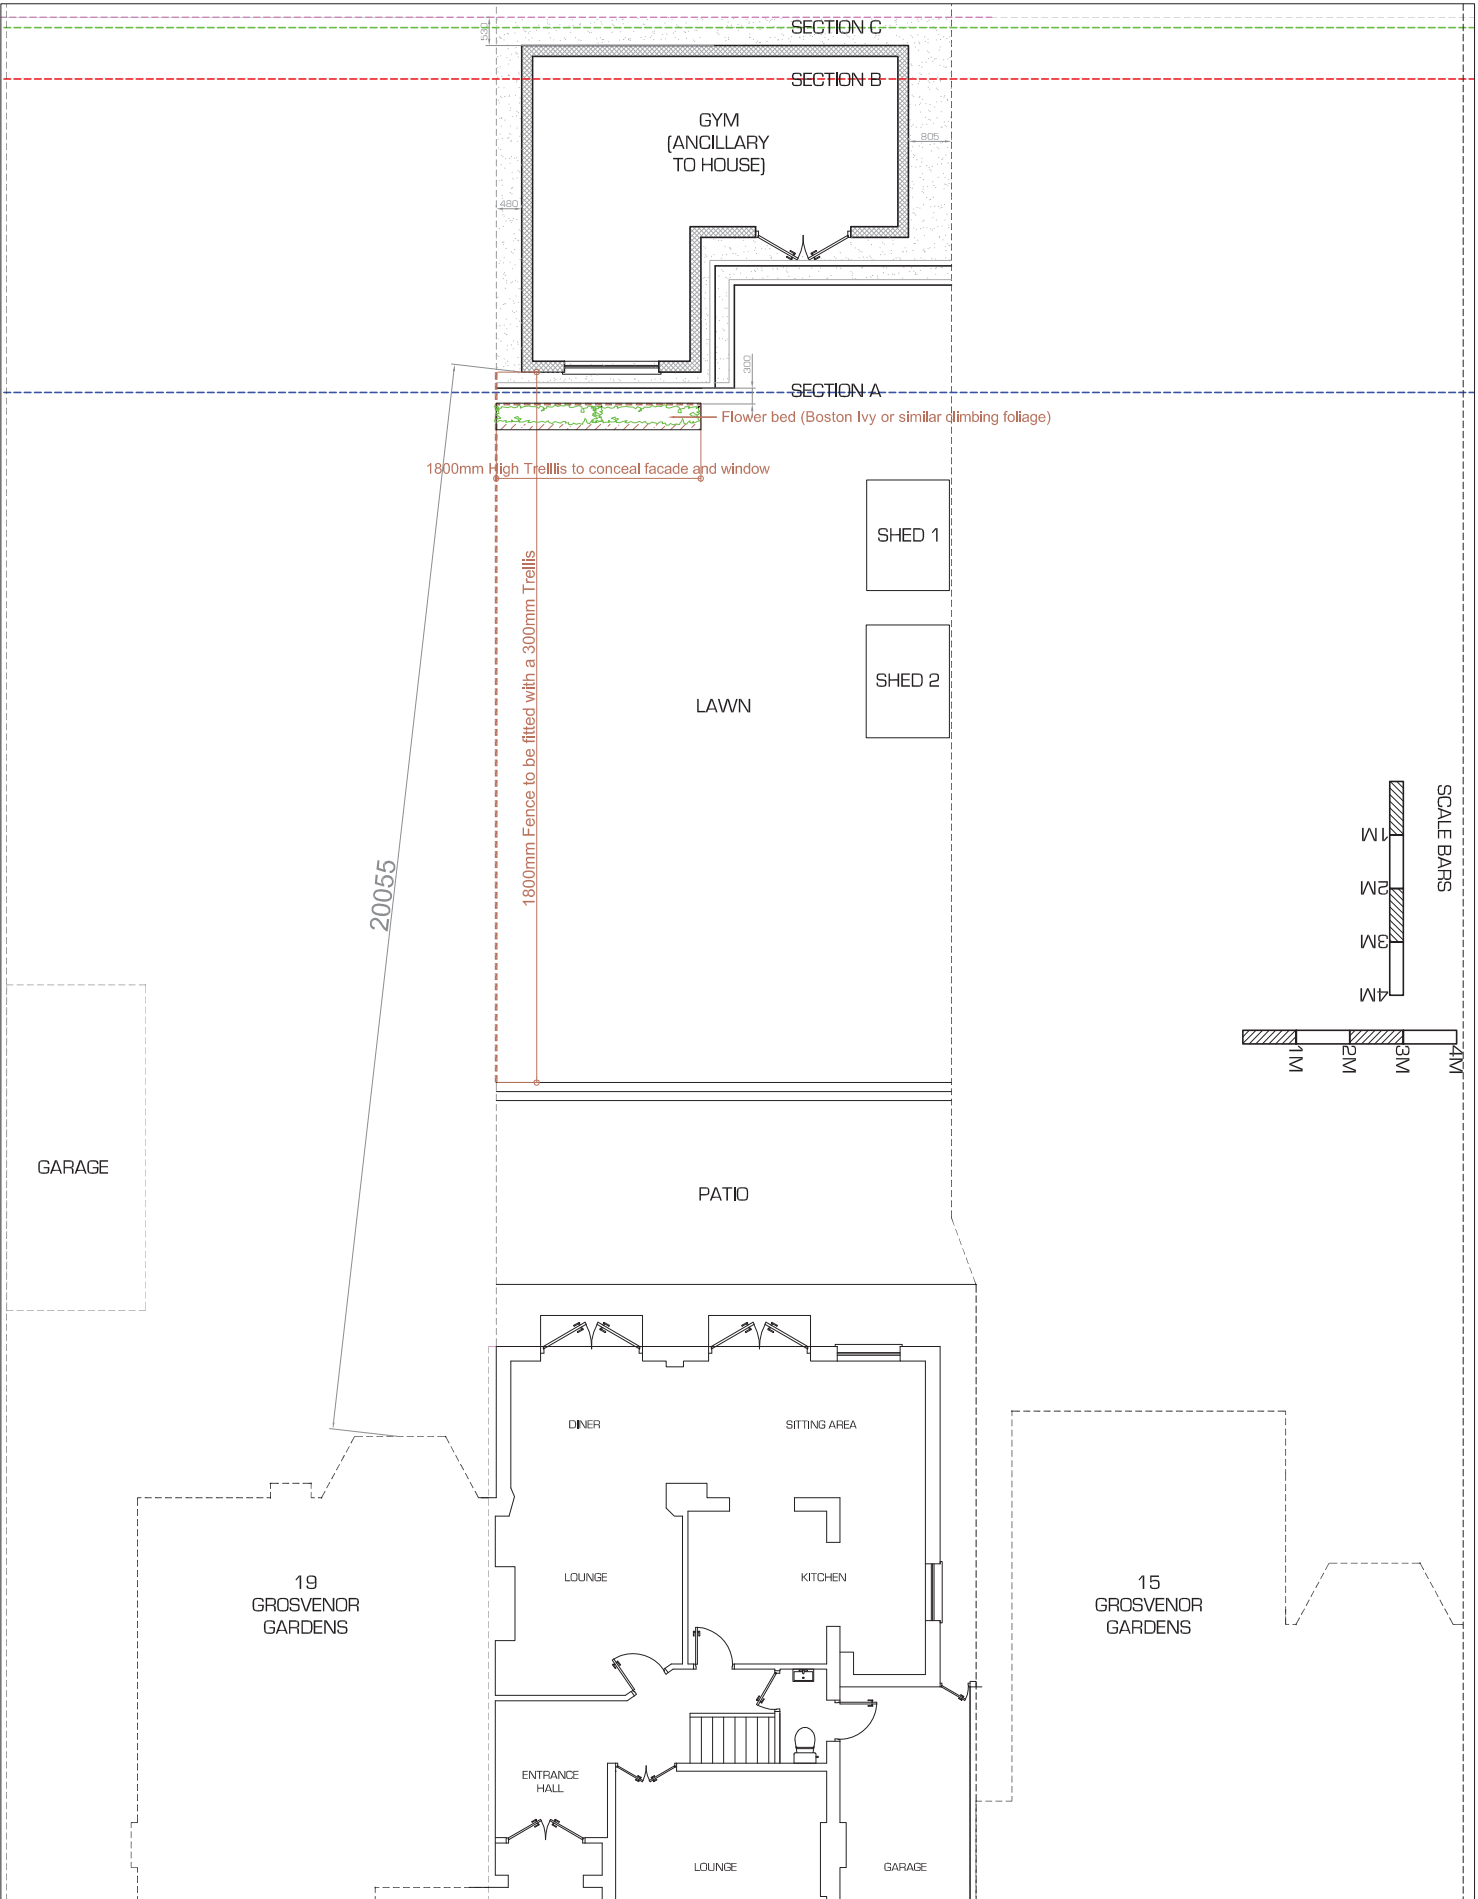 SECTION C
530
SECTION B
GYM
(ANCILLARY
TO HOUSE)
805
480
300
SECTION A
Flower bed (Boston Ivy or similar climbing foliage)
1800mm High Trelllis to conceal facade and window
SHED 1
1800mm Fence to be fitted with a 300mm Trellis
SHED 2
LAWN
SCALE BARS
1M
2M
3M
4M
20055
1M
2M
3M
4M
GARAGE
PATIO
DINER
SITTING AREA
19
GROSVENOR
GARDENS
LOUNGE
KITCHEN
15
GROSVENOR
GARDENS
ENTRANCE
HALL
LOUNGE
GARAGE